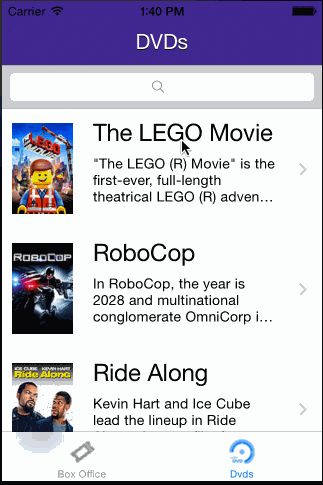 Carrier 1:40 PM
DVDs
The LEGO Movie
"The LEGO (R) Movie" is the
first-ever, full-length
theatrical LEGO (R) adven...
RoboCop
In RoboCop, the year is
2028 and multinational
conglomerate OmniCorp i...
ROBOCOP
Ride Along
ICE CUBE KEVIN HART
Ride Along
Kevin Hart and Ice Cube
lead the lineup in Ride
Box Office
Dvds